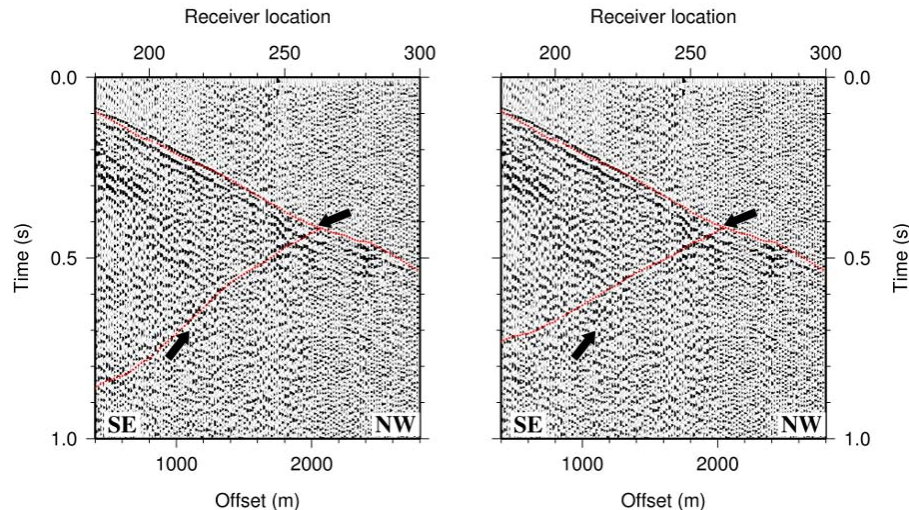 Receiver location
200 250 300
0.0
0.5
1.0
Time (s)
SE NW
1000 2000
Offset (m)
Receiver location
200 250 300
0.0
0.5
1.0
Time (s)
SE NW
1000 2000
Offset (m)